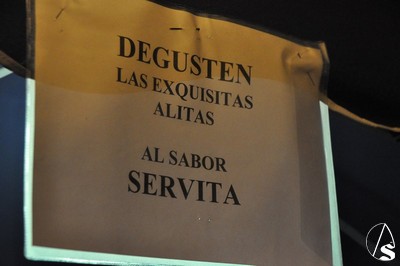 DEGUSTEN
LAS EXQUISITAS
ALITAS
AL SABOR
SERVITA